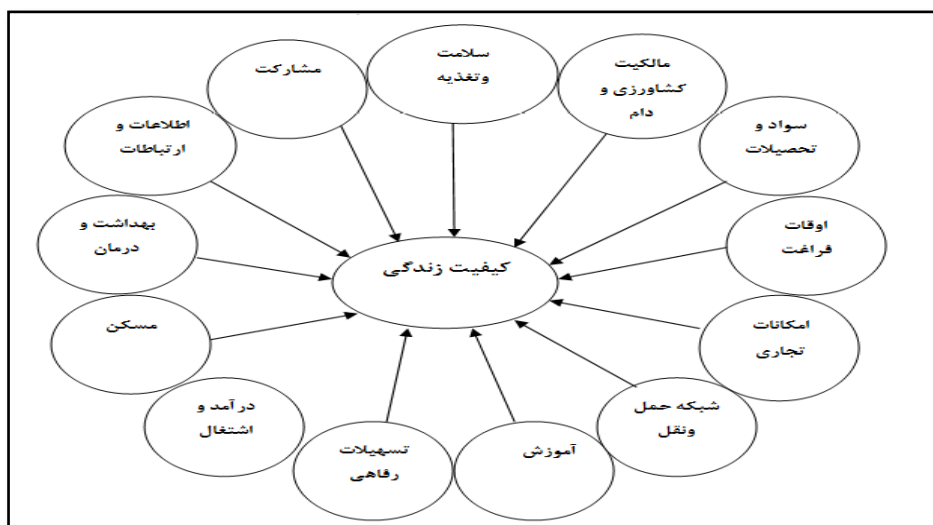 سلامت
وتغذیه
مالکیت
کشاورزی و
دام
سواد و
تحصیلات
اوقات
فراغت
امکانات
تجاری
شبکه حمل
ونقل
آموزش
تسهیلات
رفاهی
درآمد و
اشتغال
مسکن
بهداشت و
درمان
اطلاعات و
ارتباطات
مشارکت
کیفیت زندگی